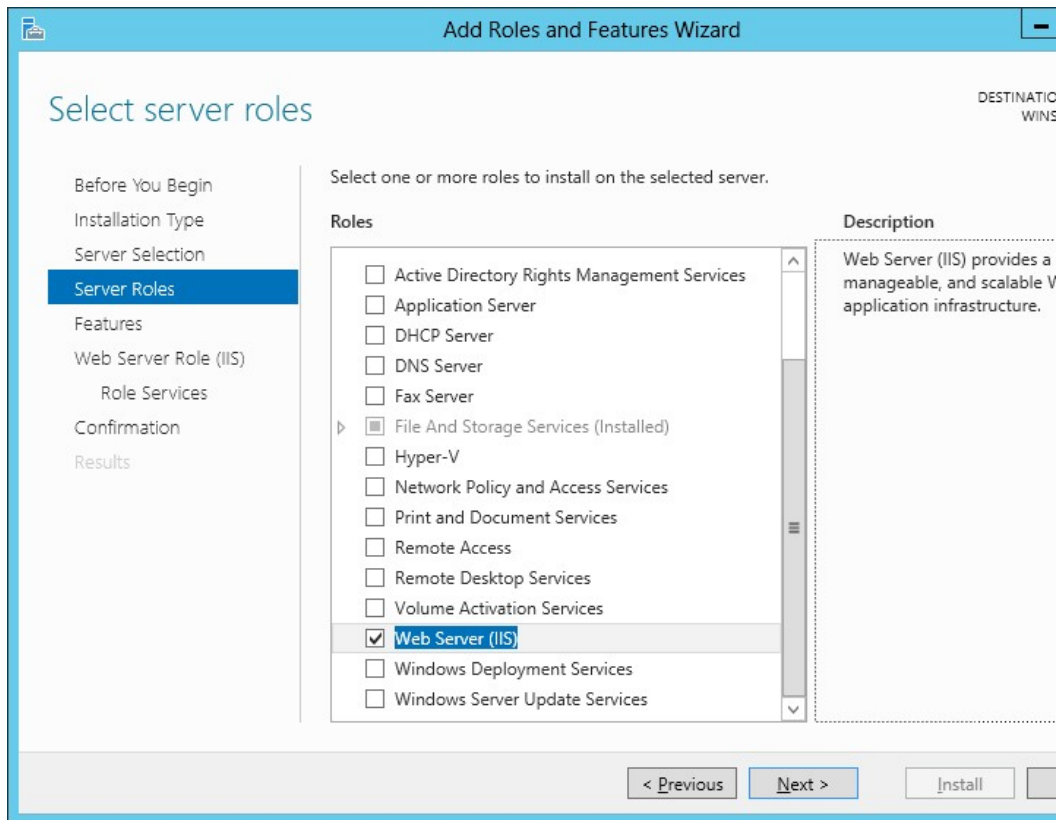 Add Roles and Features Wizard
Select server roles
DESTINATIO
WINS
Before You Begin
Installation Type
Server Selection
Server Roles
Features
Web Server Role (IIS)
Role Services
Confirmation
Results
Select one or more roles to install on the selected server.
Roles
Active Directory Rights Management Services
Application Server
DHCP Server
DNS Server
Fax Server
File And Storage Services (Installed)
Hyper-V
Network Policy and Access Services
Print and Document Services
Remote Access
Remote Desktop Services
Volume Activation Services
Web Server (IIS)
Windows Deployment Services
Windows Server Update Services
Description
Web Server (IIS) provides a
manageable, and scalable W
application infrastructure.
< Previous
Next >
Install